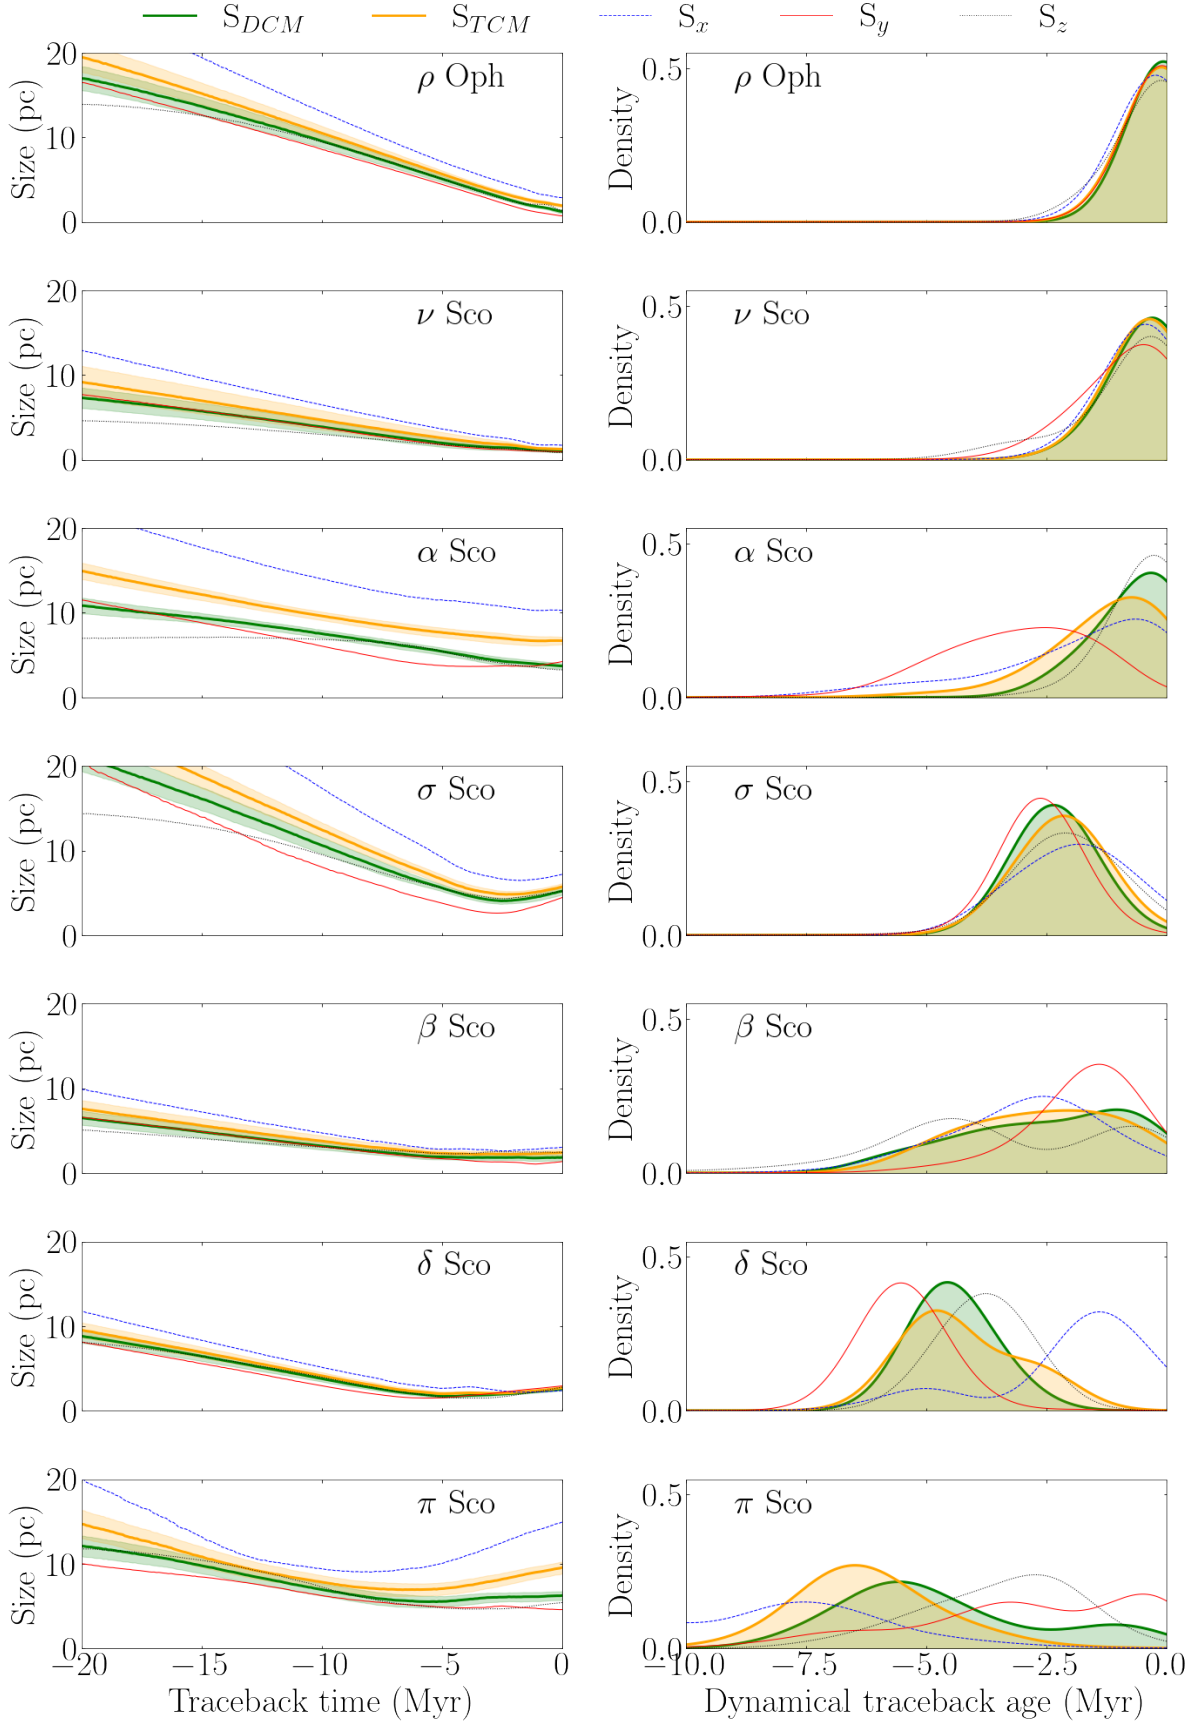 S_DCM S_TCM S_x S_y S_z
20
10
0
Size (pc)
ρ Oph
0.5
0.0
Density
ρ Oph
20
10
0
Size (pc)
ν Sco
0.5
0.0
Density
ν Sco
20
10
0
Size (pc)
α Sco
0.5
0.0
Density
α Sco
20
10
0
Size (pc)
σ Sco
0.5
0.0
Density
σ Sco
20
10
0
Size (pc)
β Sco
0.5
0.0
Density
β Sco
20
10
0
Size (pc)
δ Sco
0.5
0.0
Density
δ Sco
20
10
0
Size (pc)
π Sco
0.5
0.0
Density
π Sco
−20 −15 −10 −5 0
Traceback time (Myr)
−10.0 −7.5 −5.0 −2.5 0.0
Dynamical traceback age (Myr)